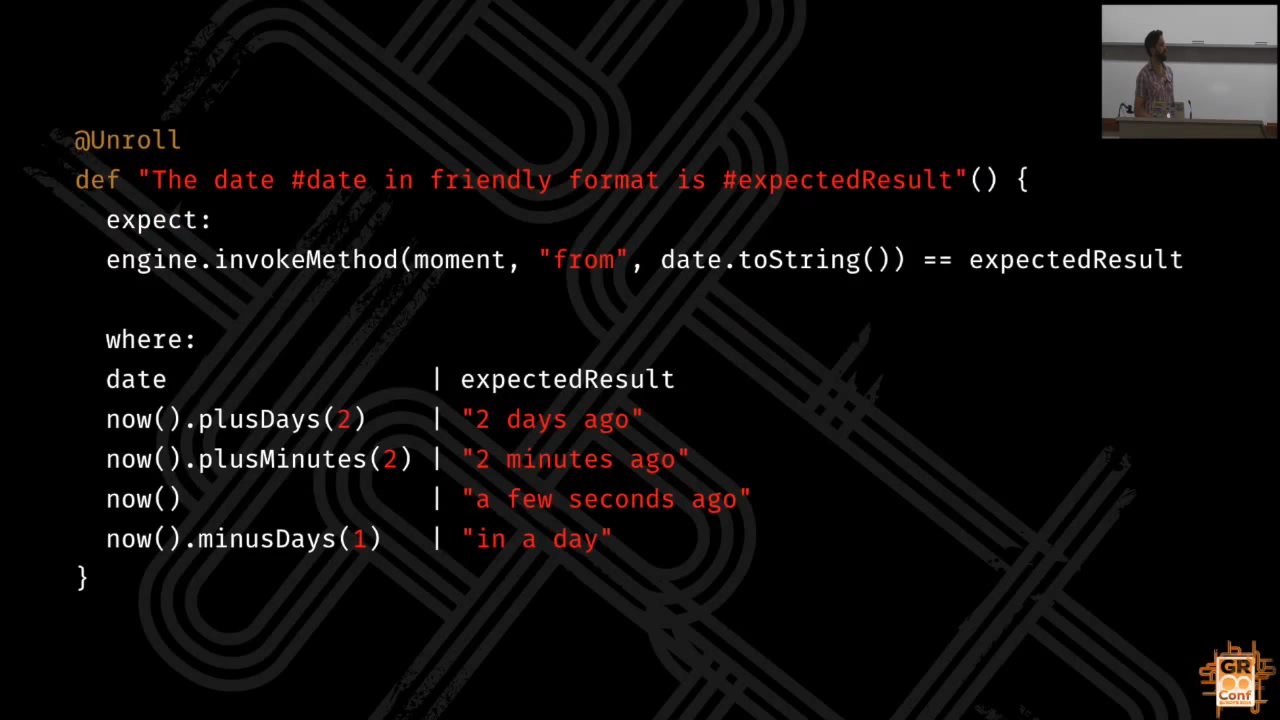 @Unroll
def "The date #date in friendly format is #expectedResult"() {
expect:
engine.invokeMethod(moment, "from", date.toString()) == expectedResult
where:
date | expectedResult
now().plusDays(2) | "2 days ago"
now().plusMinutes(2) | "2 minutes ago"
now() | "a few seconds ago"
now().minusDays(1) | "in a day"
}
GR
Conf